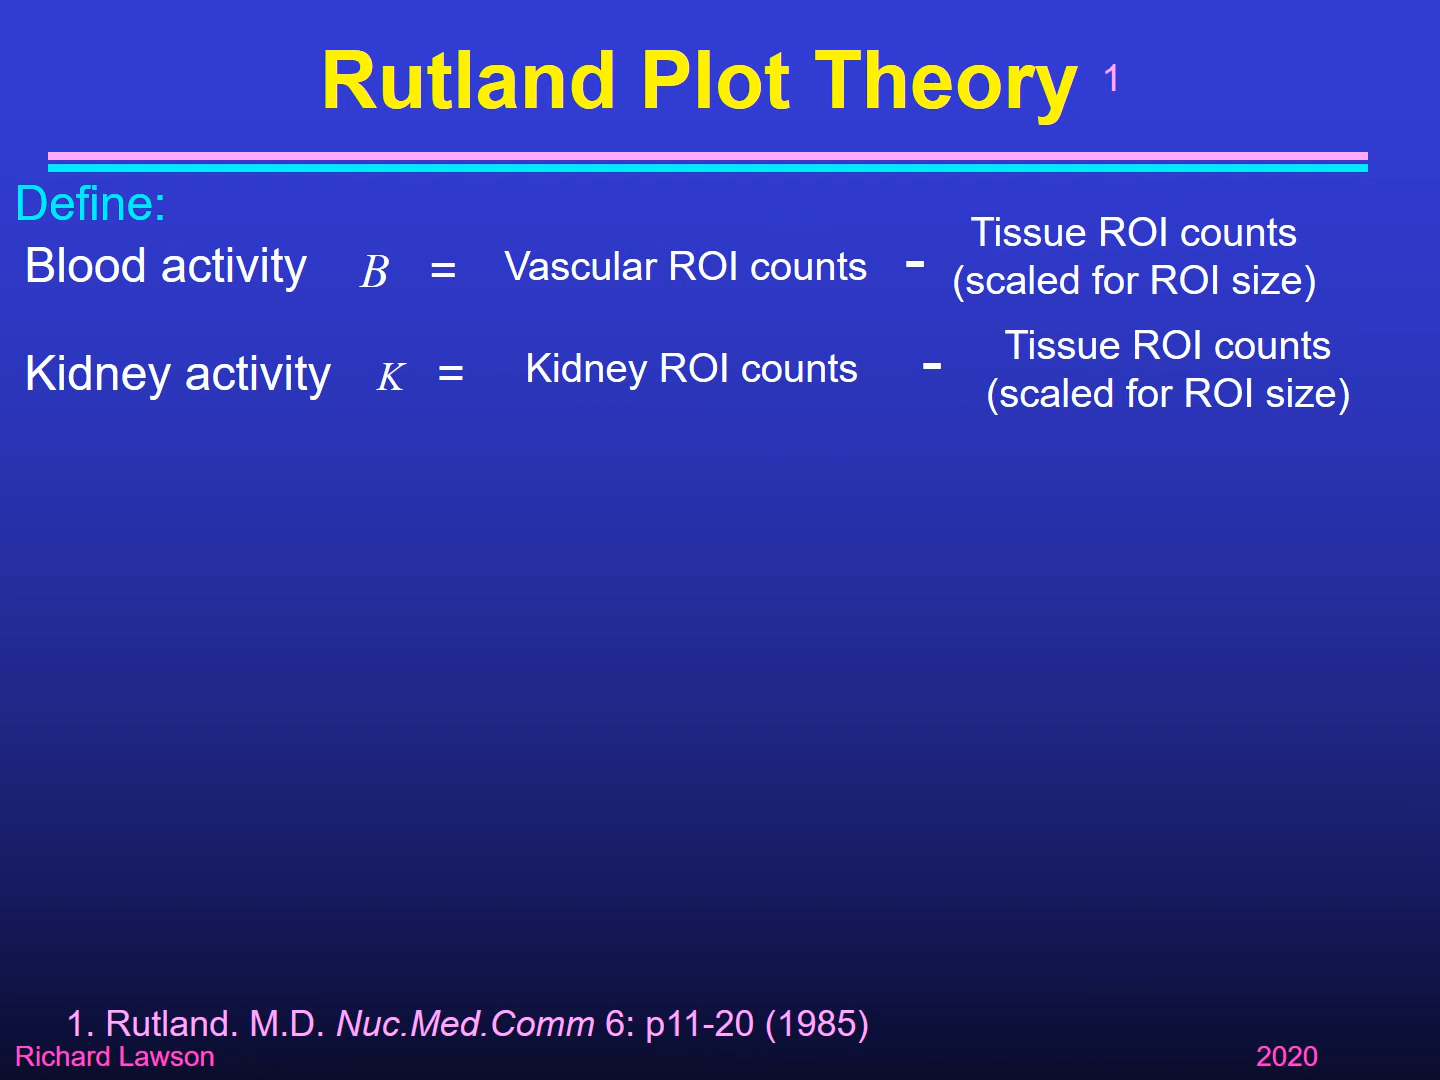 Rutland Plot Theory 1
Define:
Blood activity B = Vascular ROI counts - Tissue ROI counts
(scaled for ROI size)
Kidney activity K = Kidney ROI counts - Tissue ROI counts
(scaled for ROI size)
1. Rutland. M.D. Nuc.Med.Comm 6: p11-20 (1985)
Richard Lawson 2020